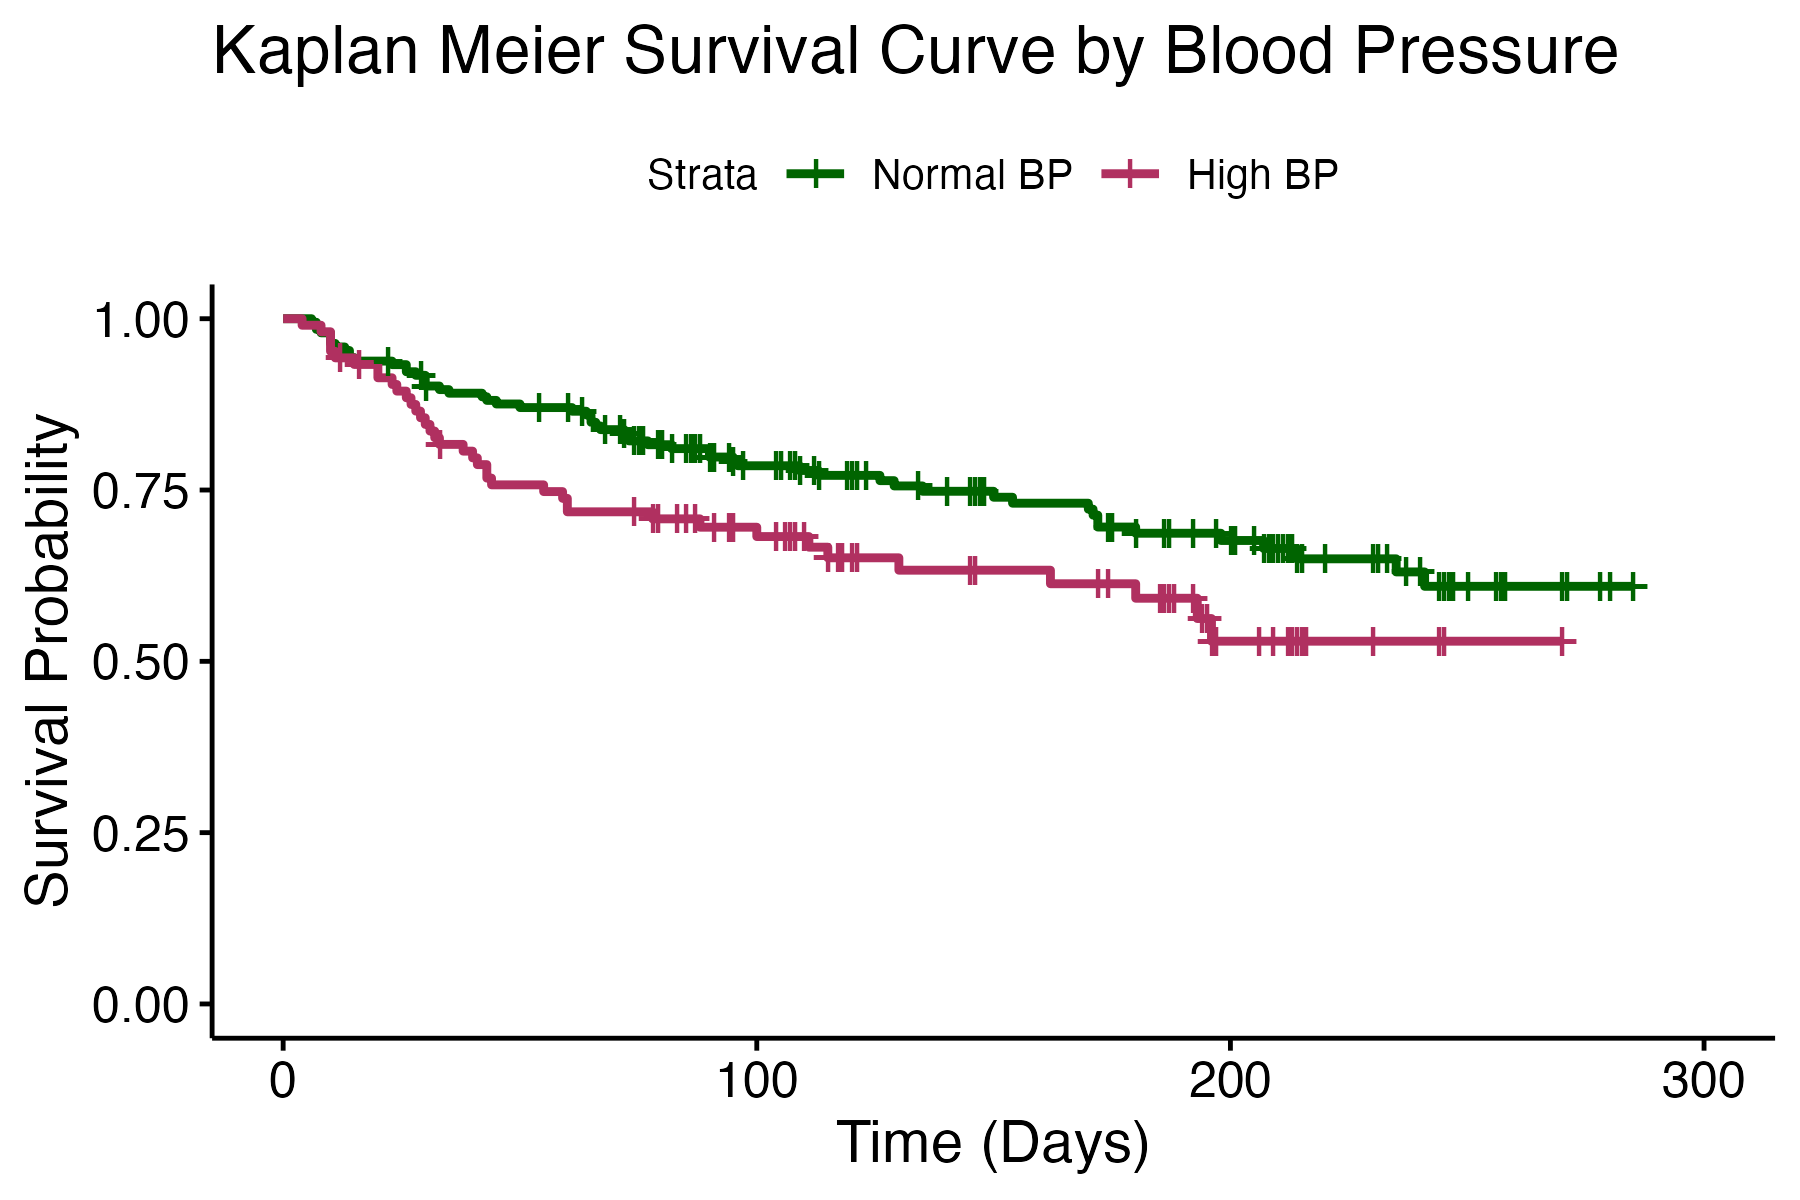 Kaplan Meier Survival Curve by Blood Pressure
Strata Normal BP High BP
Survival Probability
1.00
0.75
0.50
0.25
0.00
0 100 200 300
Time (Days)